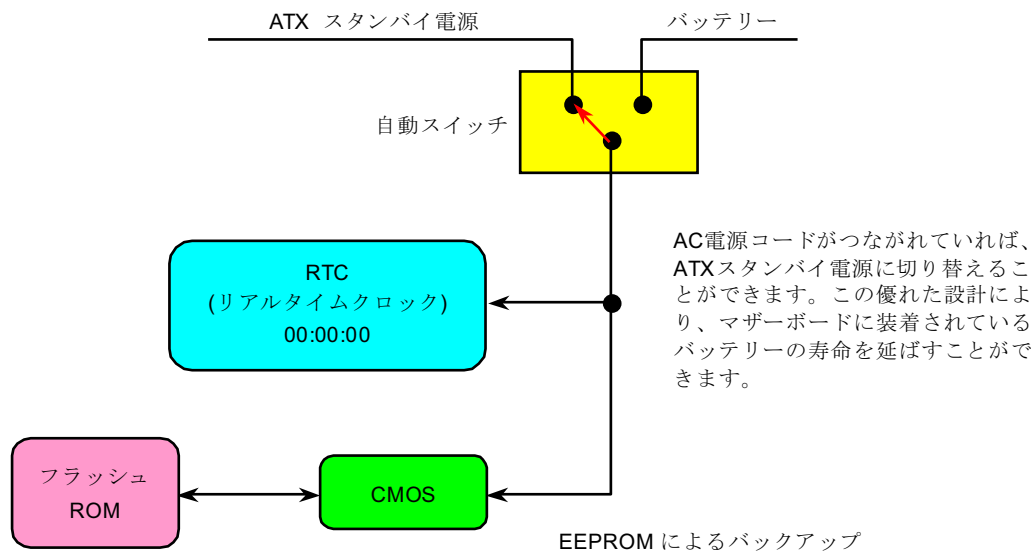 ATX スタンバイ電源
バッテリー
自動スイッチ
AC電源コードがつながれていれば、
ATXスタンバイ電源に切り替えるこ
とができます。この優れた設計によ
り、マザーボードに装着されている
バッテリーの寿命を延ばすことがで
きます。
RTC
(リアルタイムクロック)
00:00:00
フラッシュ
ROM
CMOS
EEPROM によるバックアップ